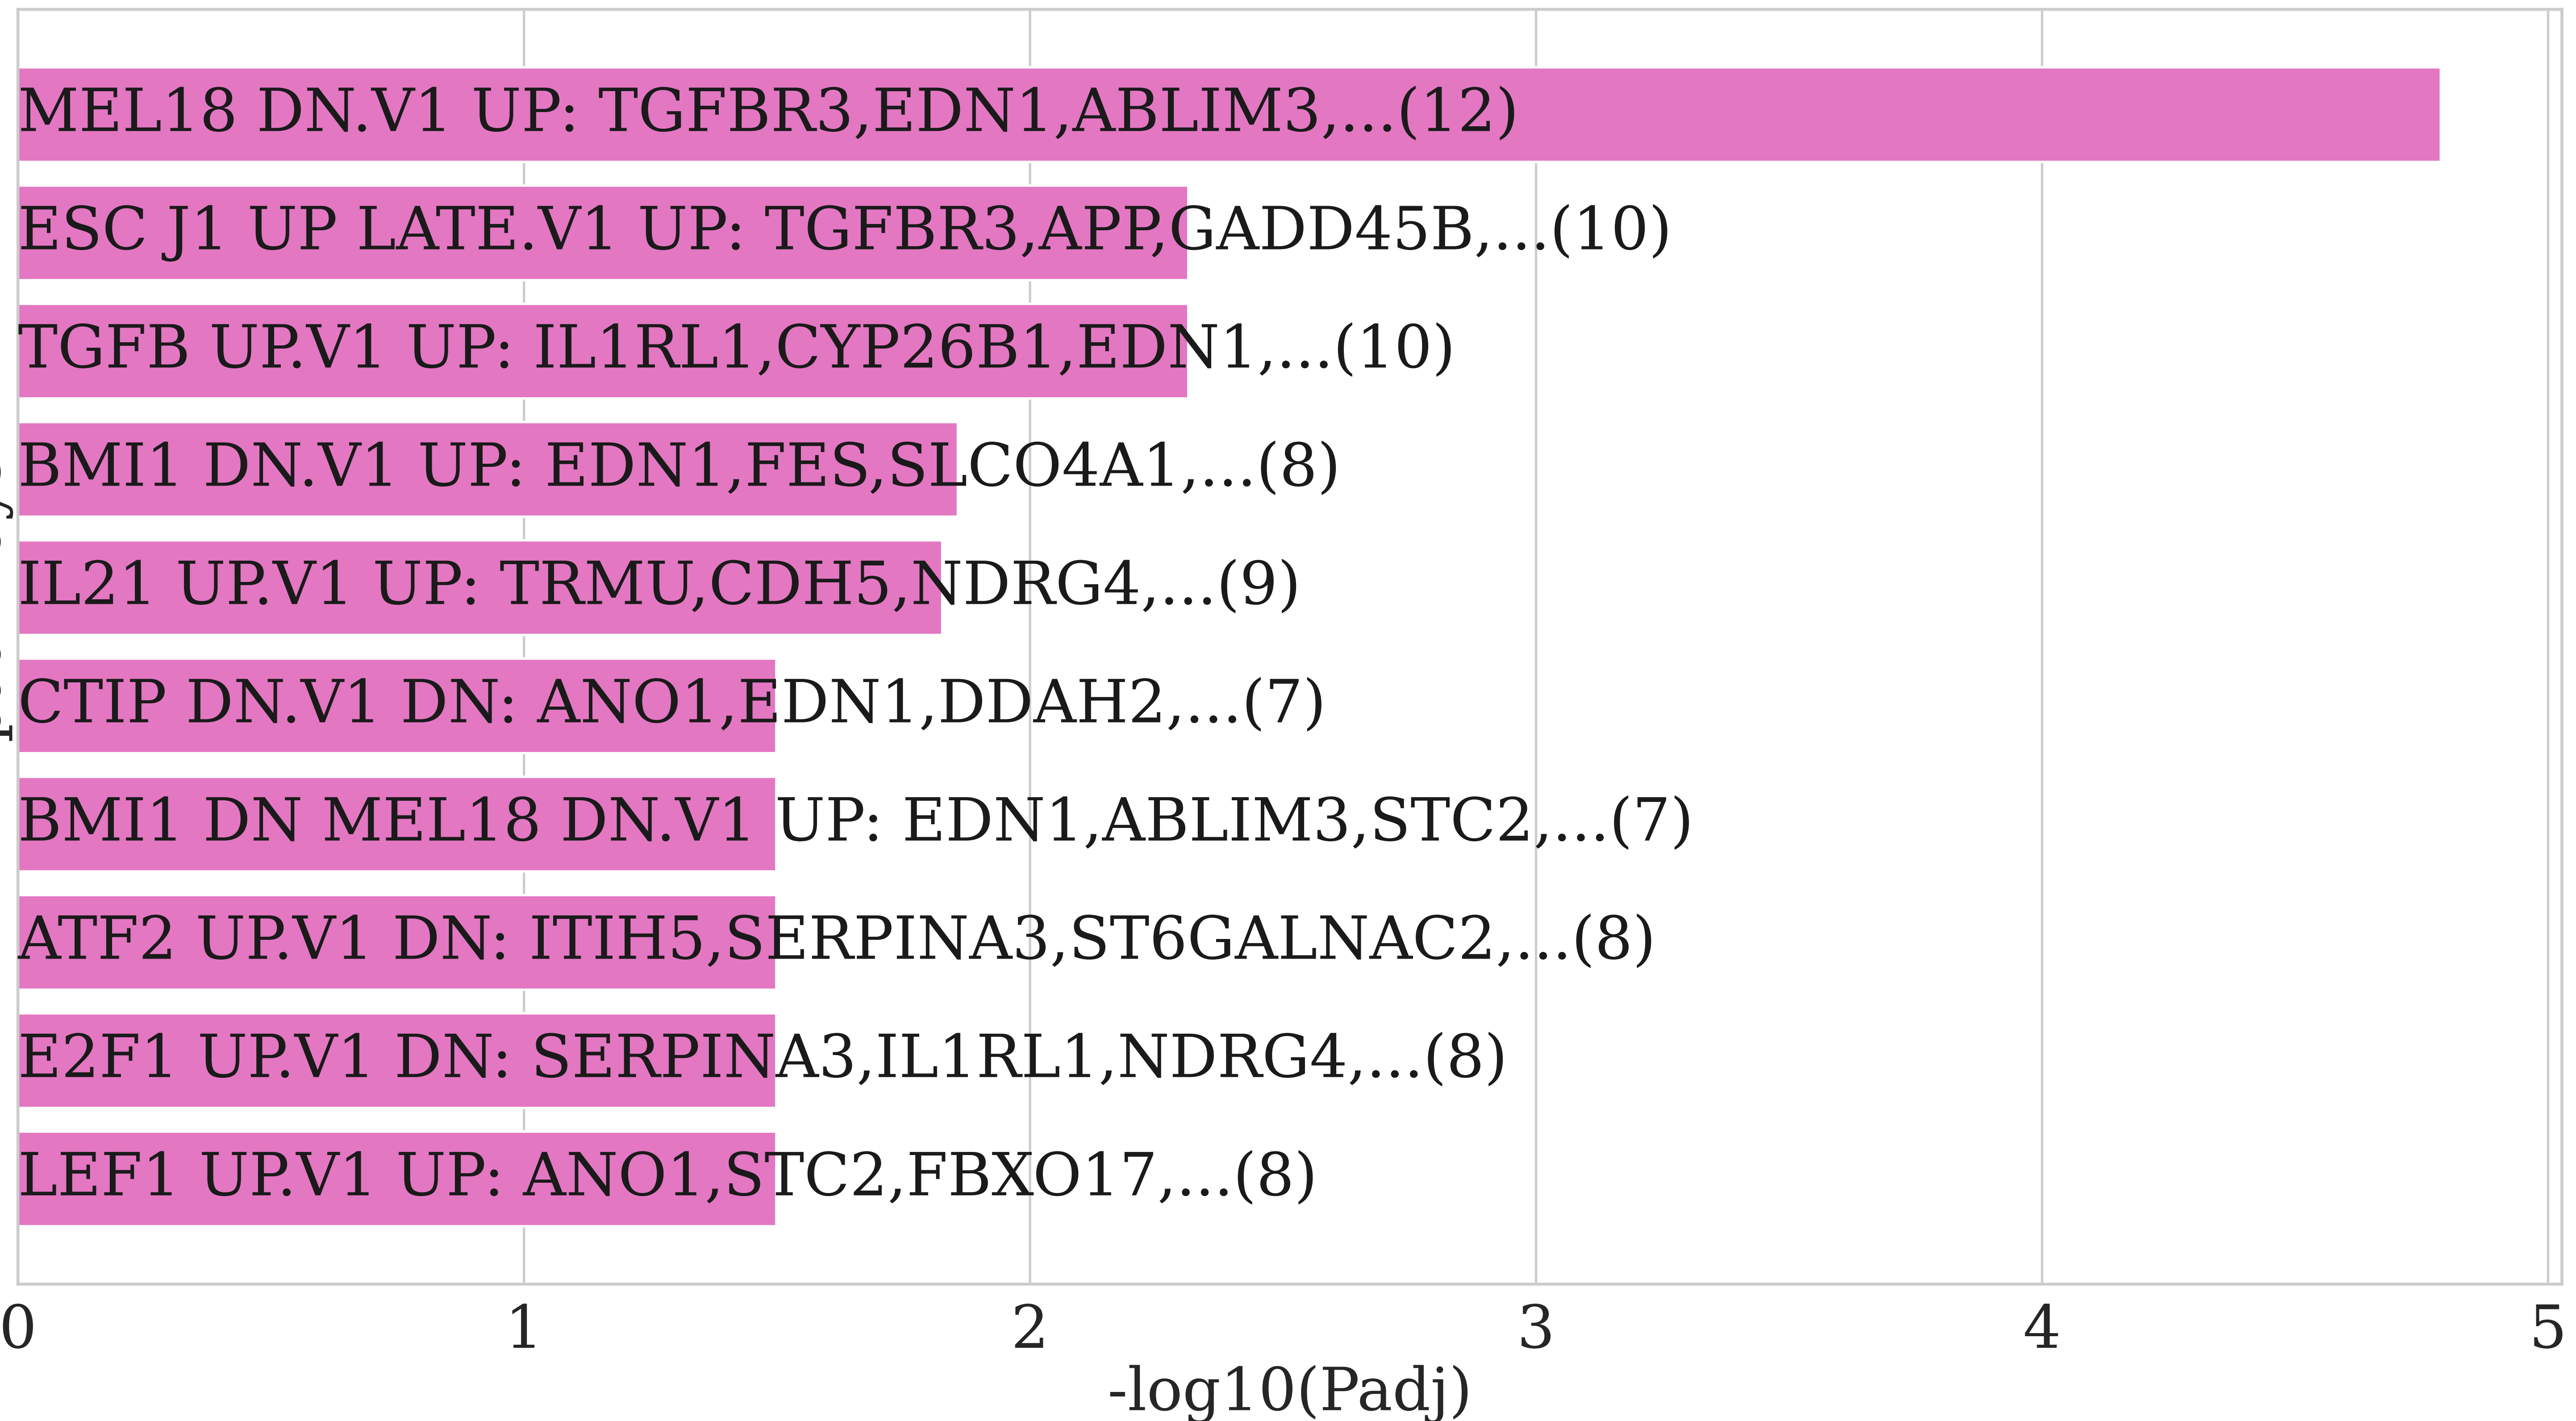 MEL18 DN.V1 UP: TGFBR3,EDN1,ABLIM3,...(12)
ESC J1 UP LATE.V1 UP: TGFBR3,APP,GADD45B,...(10)
TGFB UP.V1 UP: IL1RL1,CYP26B1,EDN1,...(10)
BMI1 DN.V1 UP: EDN1,FES,SLCO4A1,...(8)
IL21 UP.V1 UP: TRMU,CDH5,NDRG4,...(9)
CTIP DN.V1 DN: ANO1,EDN1,DDAH2,...(7)
BMI1 DN MEL18 DN.V1 UP: EDN1,ABLIM3,STC2,...(7)
ATF2 UP.V1 DN: ITIH5,SERPINA3,ST6GALNAC2,...(8)
E2F1 UP.V1 DN: SERPINA3,IL1RL1,NDRG4,...(8)
LEF1 UP.V1 UP: ANO1,STC2,FBXO17,...(8)
0 1 2 3 4 5
-log10(Padj)